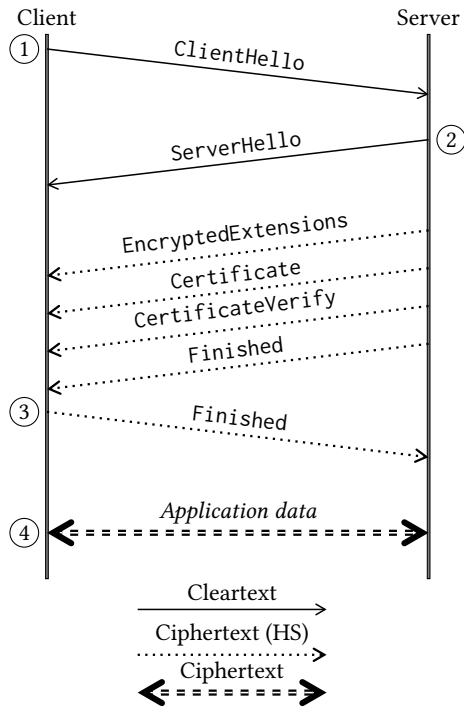 Client Server
1
ClientHello
2
ServerHello
EncryptedExtensions
Certificate
CertificateVerify
Finished
3
Finished
4
Application data
Cleartext
Ciphertext (HS)
Ciphertext